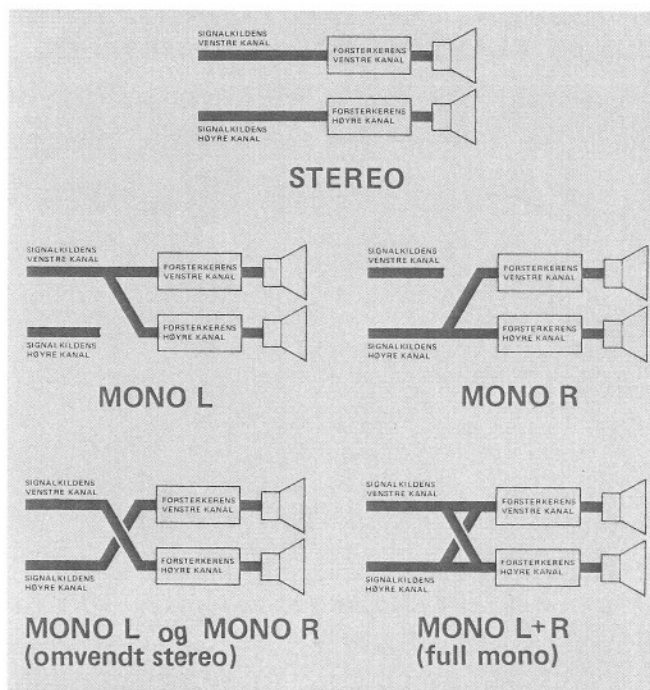 SIGNALKILDENS
VENSTRE KANAL
FORSTERKERENS
VENSTRE KANAL
FORSTERKERENS
HØYRE KANAL
SIGNALKILDENS
HØYRE KANAL
STEREO
SIGNALKILDENS
VENSTRE KANAL
FORSTERKERENS
VENSTRE KANAL
FORSTERKERENS
HØYRE KANAL
SIGNALKILDENS
HØYRE KANAL
MONO L
SIGNALKILDENS
VENSTRE KANAL
FORSTERKERENS
VENSTRE KANAL
FORSTERKERENS
HØYRE KANAL
SIGNALKILDENS
HØYRE KANAL
MONO R
SIGNALKILDENS
VENSTRE KANAL
FORSTERKERENS
VENSTRE KANAL
FORSTERKERENS
HØYRE KANAL
SIGNALKILDENS
HØYRE KANAL
MONO L og MONO R
(omvendt stereo)
SIGNALKILDENS
VENSTRE KANAL
FORSTERKERENS
VENSTRE KANAL
FORSTERKERENS
HØYRE KANAL
SIGNALKILDENS
HØYRE KANAL
MONO L+R
(full mono)